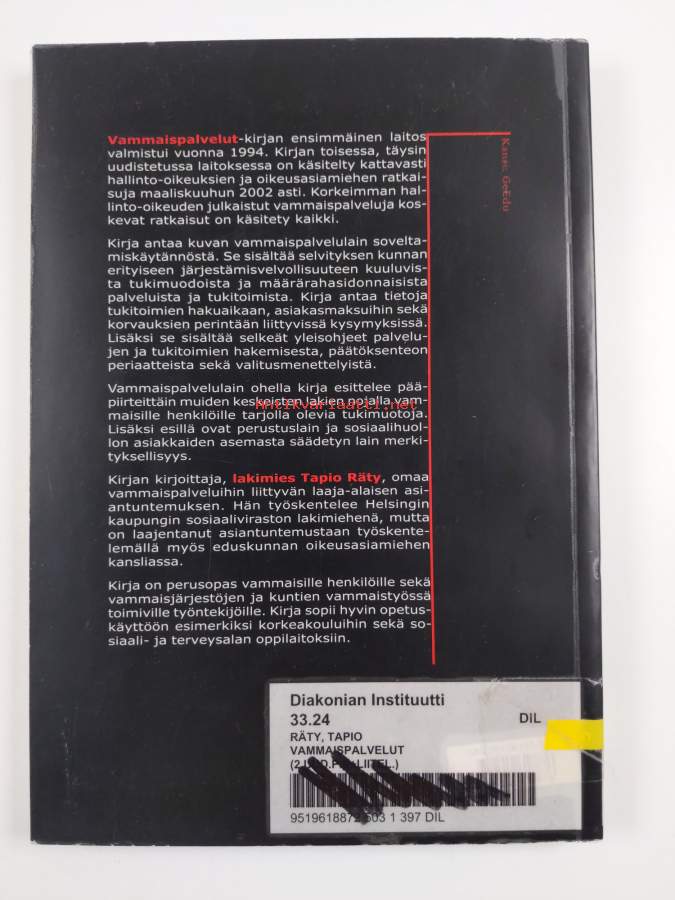 Vammaispalvelut-kirjan ensimmäinen laitos
valmistui vuonna 1994. Kirjan toisessa, täysin
uudistetussa laitoksessa on käsitelty kattavasti
hallinto-oikeuksien ja oikeusasiamiehen ratkai-
suja maaliskuuhun 2002 asti. Korkeimman hal-
linto-oikeuden julkaistut vammaispalveluja kos-
kevat ratkaisut on käsitety kaikki.
Kirja antaa kuvan vammaispalvelulain sovelta-
miskäytännöstä. Se sisältää selvityksen kunnan
erityiseen järjestämisvelvollisuuteen kuuluvis-
ta tukimuodoista ja määrärahasidonnaisista
palveluista ja tukitoimista. Kirja antaa tietoja
tukitoimien hakuaikaan, asiakasmaksuihin sekä
korvauksien perintään liittyvissä kysymyksissä.
Lisäksi se sisältää selkeät yleisohjeet palvelu-
jen ja tukitoimien hakemisesta, päätöksenteon
periaatteista sekä valitusmenettelyistä.
Vammaispalvelulain ohella kirja esittelee pää-
piirteittäin muiden keskeisten lakien pojalla vam-
maisille henkilöille tarjolla olevia tukimuotoja.
Lisäksi esillä ovat perustuslain ja sosiaalihuol-
lon asiakkaiden asemasta säädetyn lain merki-
tyksellisyys.
Kirjan kirjoittaja, lakimies Tapio Räty, omaa
vammaispalveluihin liittyvän laaja-alaisen asi-
antuntemuksen. Hän työskentelee Helsingin
kaupungin sosiaaliviraston lakimiehenä, mutta
on laajentanut asiantuntemustaan työskente-
lemällä myös eduskunnan oikeusasiamiehen
kansliassa.
Kirja on perusopas vammaisille henkilöille sekä
vammaisjärjestöjen ja kuntien vammaistyössä
toimiville työntekijöille. Kirja sopii hyvin opetus-
käyttöön esimerkiksi korkeakouluihin sekä so-
siaali- ja terveysalan oppilaitoksiin.
Kansi: GeEdu
Antikvariaatti.net
Diakonian Instituutti
33.24 DIL
RÄTY, TAPIO
VAMMAISPALVELUT
9519618872 503 1 397 DIL